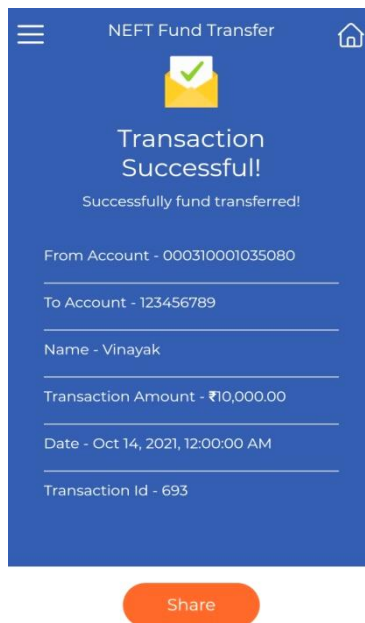 NEFT Fund Transfer
Transaction
Successful!
Successfully fund transferred!
From Account - 000310001035080
To Account - 123456789
Name - Vinayak
Transaction Amount - ₹10,000.00
Date - Oct 14, 2021, 12:00:00 AM
Transaction Id - 693
Share